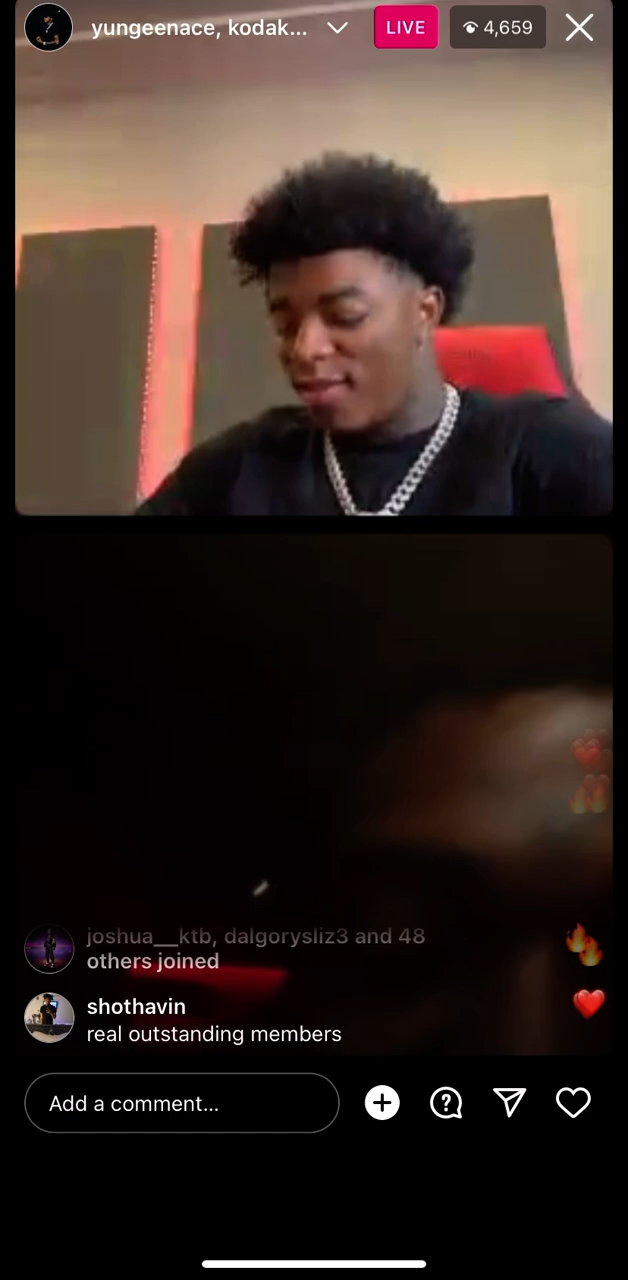 yungeenace, kodak...
LIVE
4,659
joshua__ktb, dalgorysliz3 and 48
others joined
shothavin
real outstanding members
Add a comment...